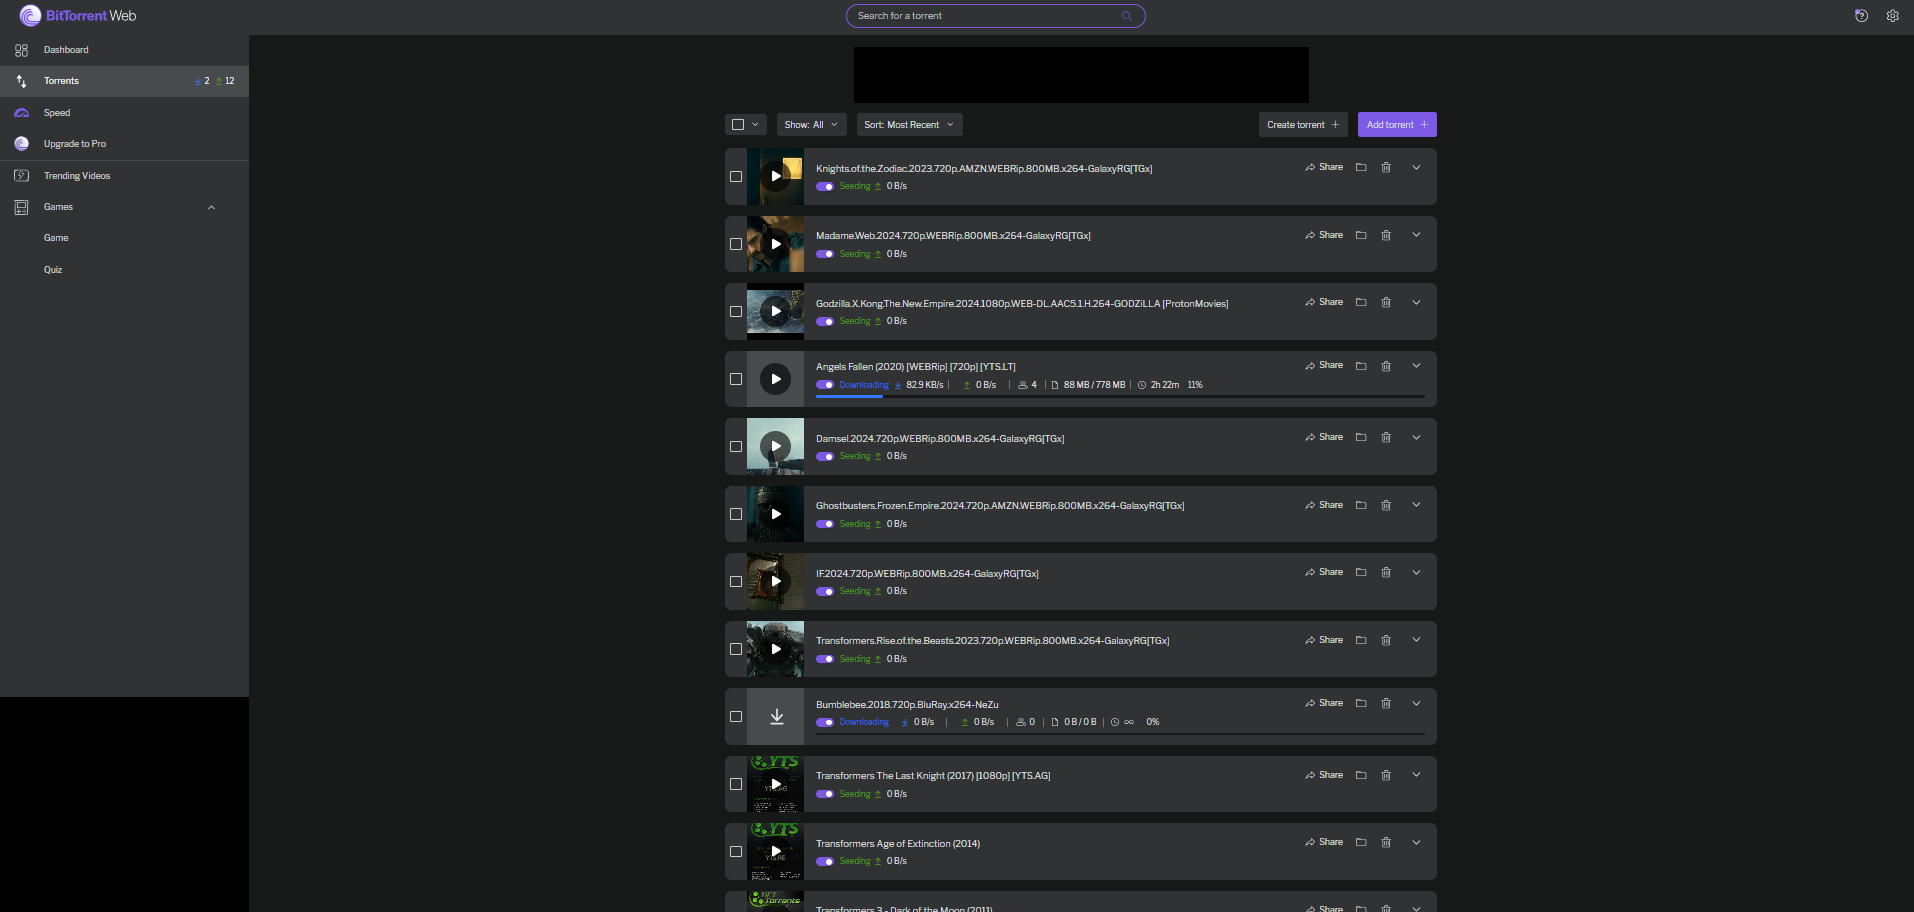 BitTorrent Web
Search for a torrent
Dashboard
Torrents 2 12
Speed
Upgrade to Pro
Trending Videos
Games
Game
Quiz
Show: All
Sort: Most Recent
Create torrent +
Add torrent +
Knights.of.the.Zodiac.2023.720p.AMZN.WEBRip.800MB.x264-GalaxyRG[TGx]
Share
Seeding 0 B/s
Madame.Web.2024.720p.WEBRip.800MB.x264-GalaxyRG[TGx]
Share
Seeding 0 B/s
Godzilla.X.Kong.The.New.Empire.2024.1080p.WEB-DL.AAC5.1.H.264-GODZiLLA [ProtonMovies]
Share
Seeding 0 B/s
Angels Fallen (2020) [WEBRip] [720p] [YTS.LT]
Share
Downloading 82.9 KB/s | 0 B/s | 4 | 88 MB / 778 MB | 2h 22m 11%
Damsel.2024.720p.WEBRip.800MB.x264-GalaxyRG[TGx]
Share
Seeding 0 B/s
Ghostbusters.Frozen.Empire.2024.720p.AMZN.WEBRip.800MB.x264-GalaxyRG[TGx]
Share
Seeding 0 B/s
IF.2024.720p.WEBRip.800MB.x264-GalaxyRG[TGx]
Share
Seeding 0 B/s
Transformers.Rise.of.the.Beasts.2023.720p.WEBRip.800MB.x264-GalaxyRG[TGx]
Share
Seeding 0 B/s
Bumblebee.2018.720p.BluRay.x264-NeZu
Share
Downloading 0 B/s | 0 B/s | 0 | 0 B / 0 B | ∞ 0%
YTS
YTS.AG
Transformers The Last Knight (2017) [1080p] [YTS.AG]
Share
Seeding 0 B/s
YTS
YTS.RE
Transformers Age of Extinction (2014)
Share
Seeding 0 B/s
YIFY
Torrents
Transformers 3 - Dark of the Moon (2011)
Share